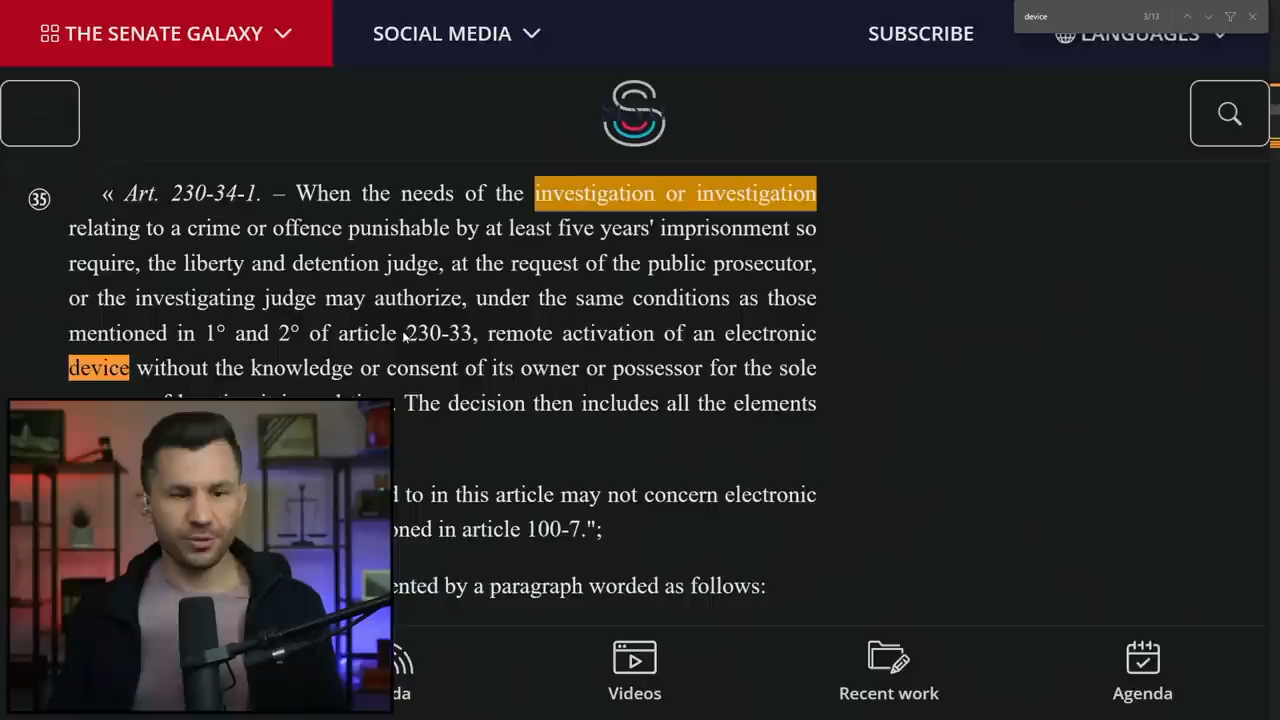 THE SENATE GALAXY
SOCIAL MEDIA
SUBSCRIBE
LANGUAGES
device 3/13
35
« Art. 230-34-1. – When the needs of the investigation or investigation
relating to a crime or offence punishable by at least five years' imprisonment so
require, the liberty and detention judge, at the request of the public prosecutor,
or the investigating judge may authorize, under the same conditions as those
mentioned in 1° and 2° of article 230-33, remote activation of an electronic
device without the knowledge or consent of its owner or possessor for the sole
. The decision then includes all the elements
to in this article may not concern electronic
in article 100-7.";
by a paragraph worded as follows:
Videos
Recent work
Agenda